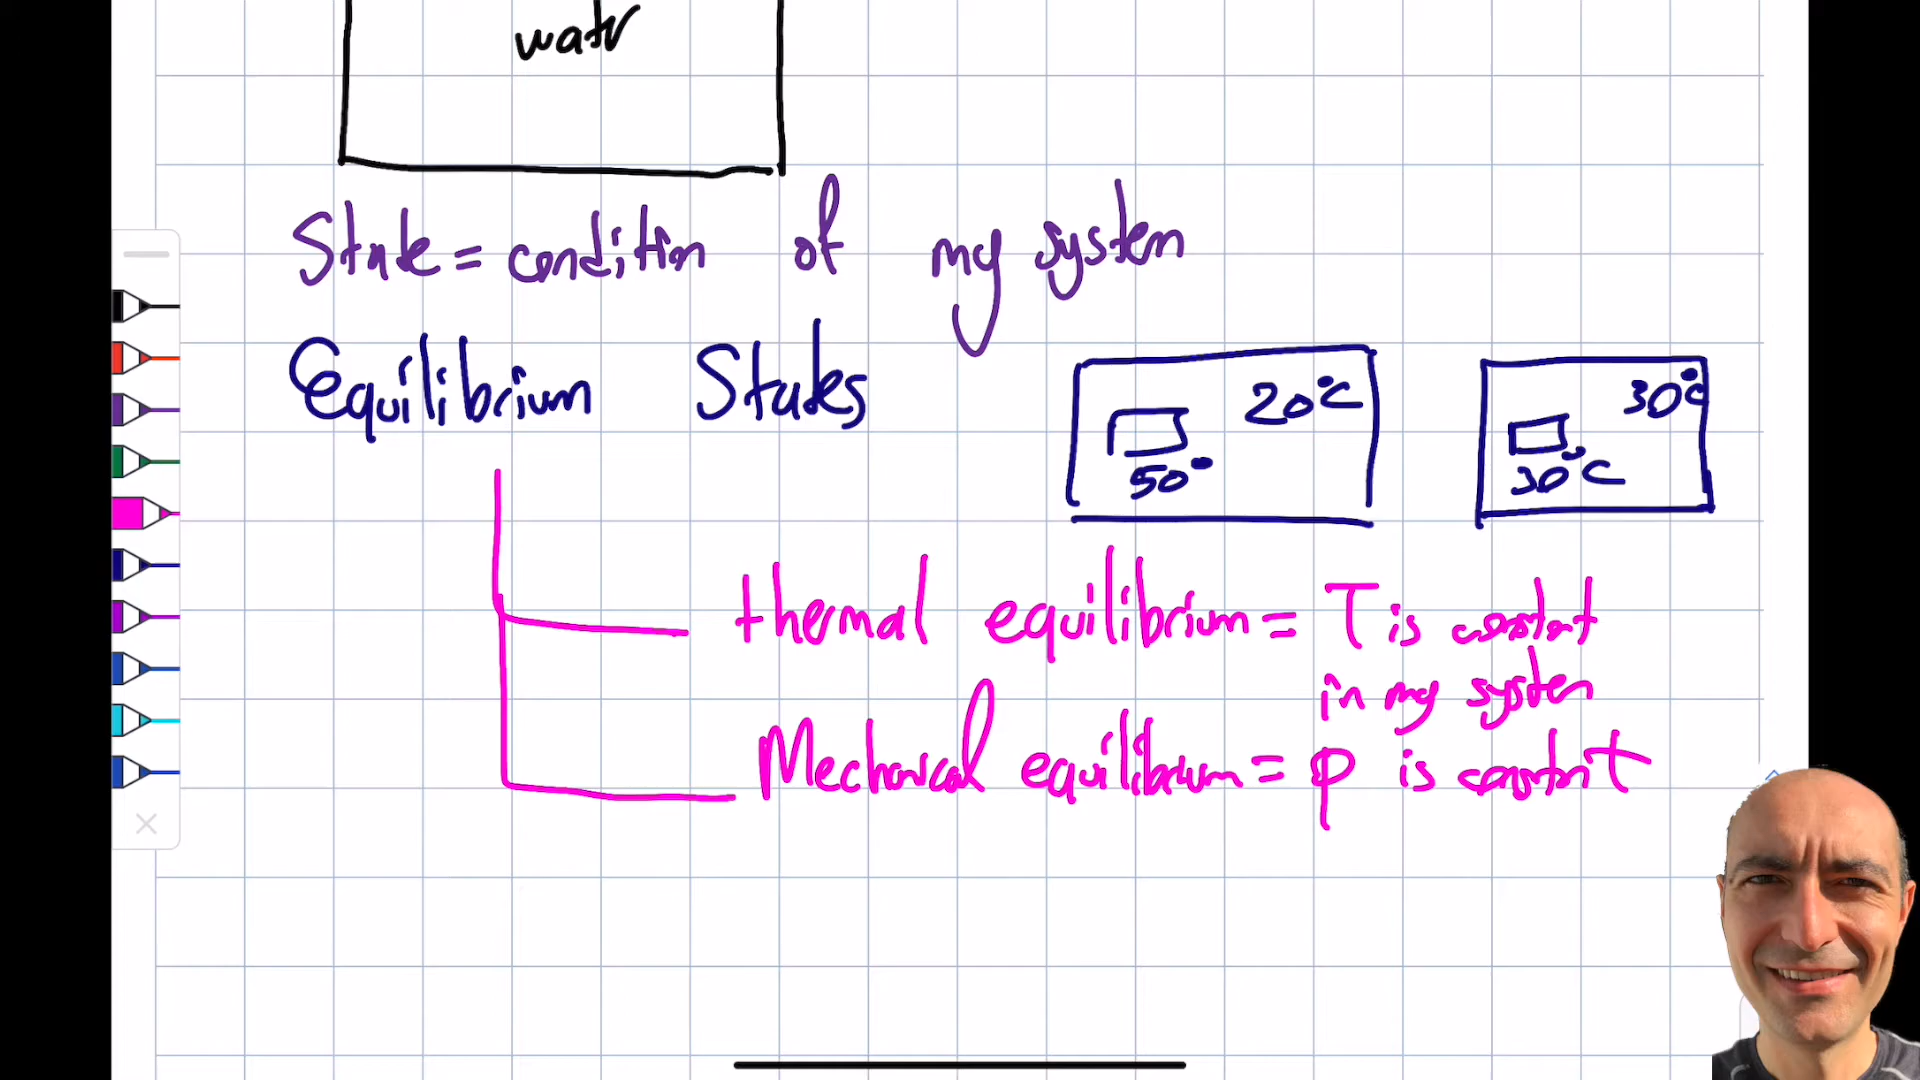 water
State = condition of my system
Equilibrium States
20°C
50°
30°C
30°C
thermal equilibrium = T is constant
in my system
Mechanical equilibrium = P is constant